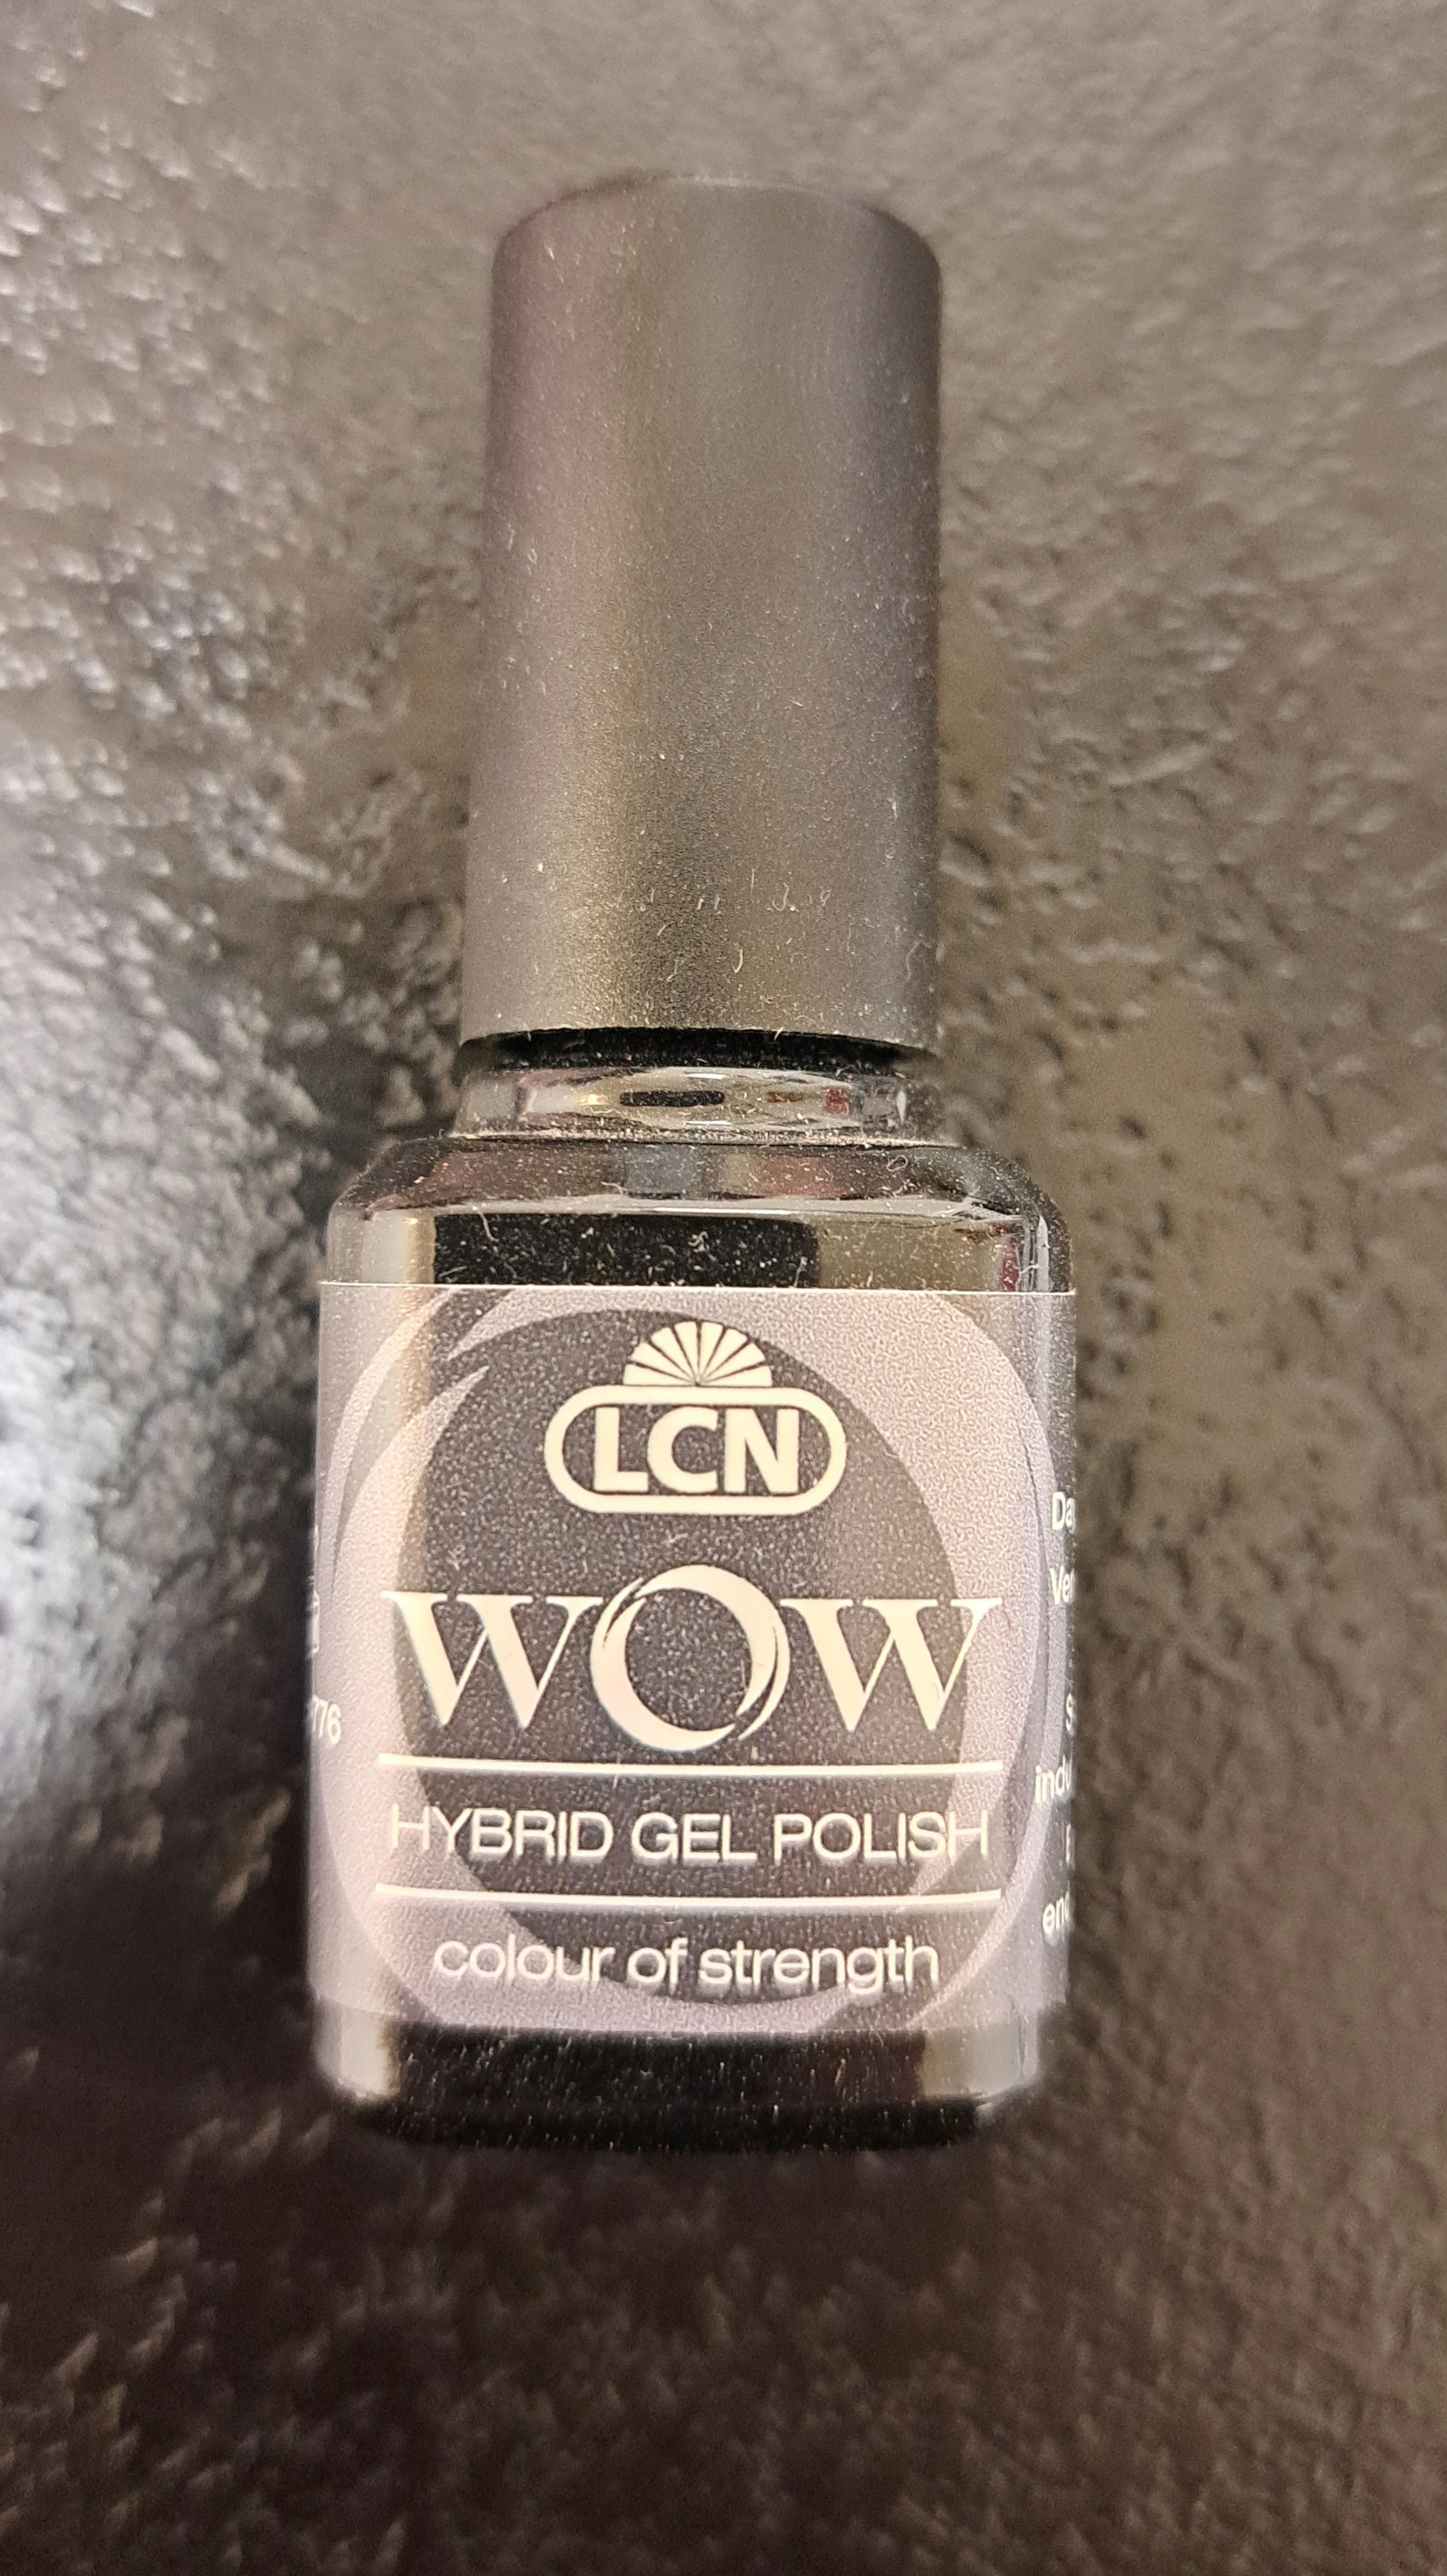 LCN
WOW
HYBRID GEL POLISH
colour of strength